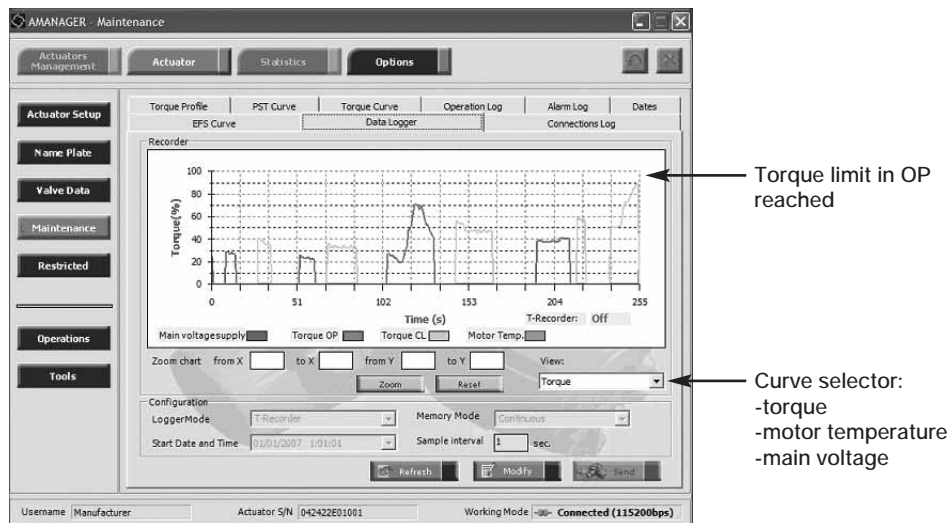 AMANAGER - Maintenance
Actuators Management
Actuator
Statistics
Options
Actuator Setup
Name Plate
Valve Data
Maintenance
Restricted
Operations
Tools
Torque Profile PST Curve Torque Curve Operation Log Alarm Log Dates
EFS Curve Data Logger Connections Log
Recorder
Torque(%)
100
80
60
40
20
0
0 51 102 153 204 255
Time (s)
T-Recorder: Off
Main voltagesupply Torque OP Torque CL Motor Temp.
Zoom chart from X to X from Y to Y View:
Zoom Reset Torque
Configuration
LoggerMode T-Recorder Memory Mode Continuous
Start Date and Time 01/01/2007 1:01:01 Sample interval 1 sec.
Refresh Modify Send
Username Manufacturer Actuator S/N 042422E01001 Working Mode Connected (115200bps)
Torque limit in OP
reached
Curve selector:
-torque
-motor temperature
-main voltage